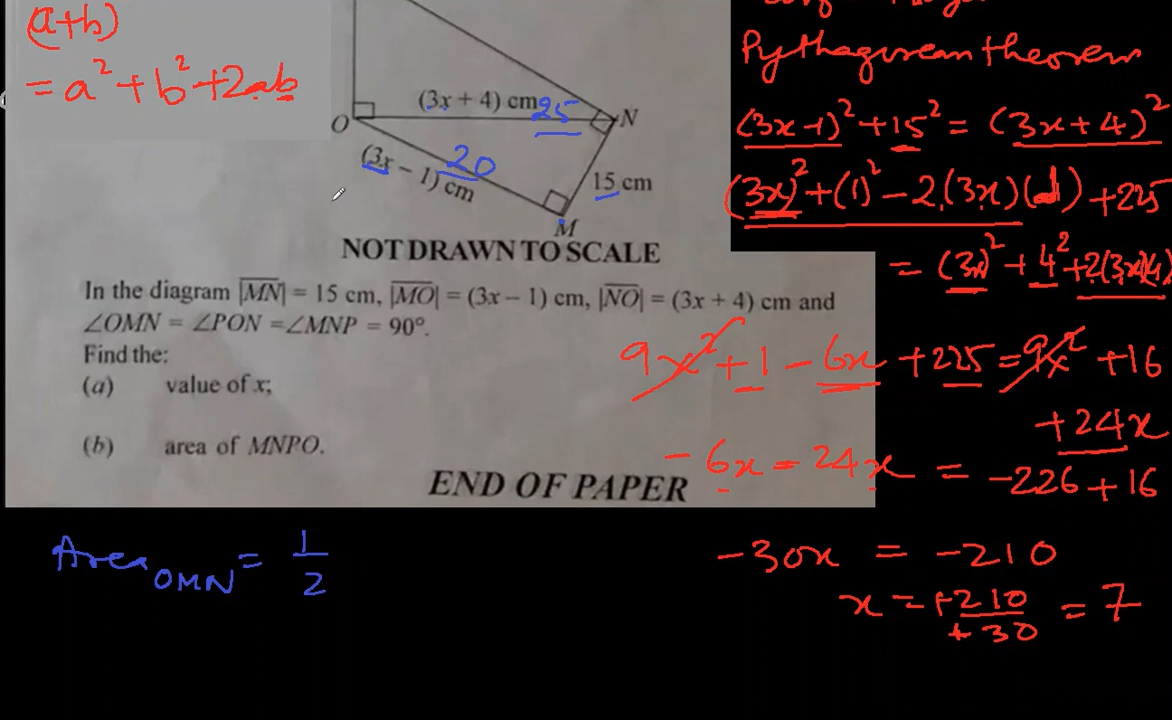 (a+b)
= a² + b² + 2ab
Pythagorean theorem
(3x-1)² + 15² = (3x+4)²
(3x)² + (1)² - 2(3x)(1) + 225
= (3x)² + 4² + 2(3x)(4)
9x² + 1 - 6x + 225 = 9x² + 16
+ 24x
- 6x - 24x = -226 + 16
-30x = -210
x = +210/+30 = 7
(3x + 4) cm 25
O
N
(3x - 1) cm 20
15 cm
M
NOT DRAWN TO SCALE
In the diagram |MN| = 15 cm, |MO| = (3x – 1) cm, |NO| = (3x + 4) cm and
∠OMN = ∠PON =∠MNP = 90°.
Find the:
(a) value of x;
(b) area of MNPO.
END OF PAPER
Area OMN = 1/2